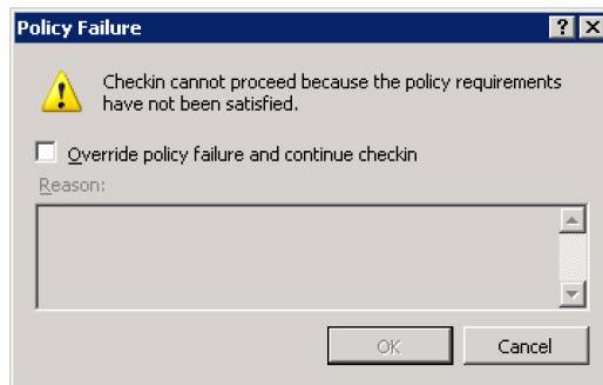 Policy Failure
Checkin cannot proceed because the policy requirements
have not been satisfied.
Override policy failure and continue checkin
Reason:
OK
Cancel